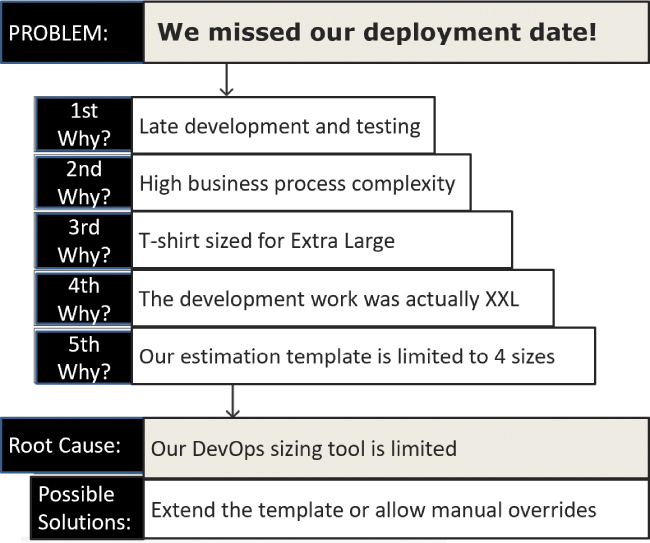 PROBLEM: We missed our deployment date!
1st
Why?
Late development and testing
2nd
Why?
High business process complexity
3rd
Why?
T-shirt sized for Extra Large
4th
Why?
The development work was actually XXL
5th
Why?
Our estimation template is limited to 4 sizes
Root Cause: Our DevOps sizing tool is limited
Possible
Solutions:
Extend the template or allow manual overrides